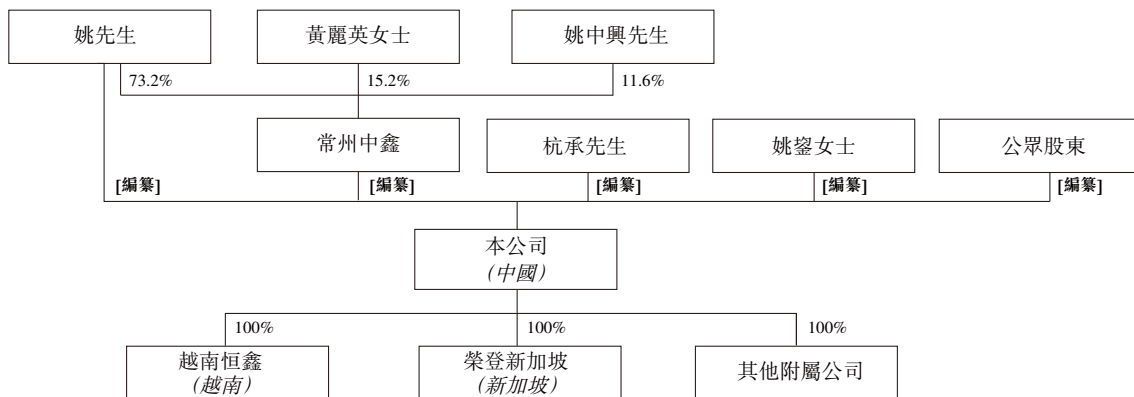 姚先生
黃麗英女士
姚中興先生
73.2%
15.2%
11.6%
常州中鑫
杭承先生
姚鋆女士
公眾股東
[編纂]
[編纂]
[編纂]
[編纂]
[編纂]
本公司
(中國)
100%
100%
100%
越南恒鑫
(越南)
榮登新加坡
(新加坡)
其他附屬公司